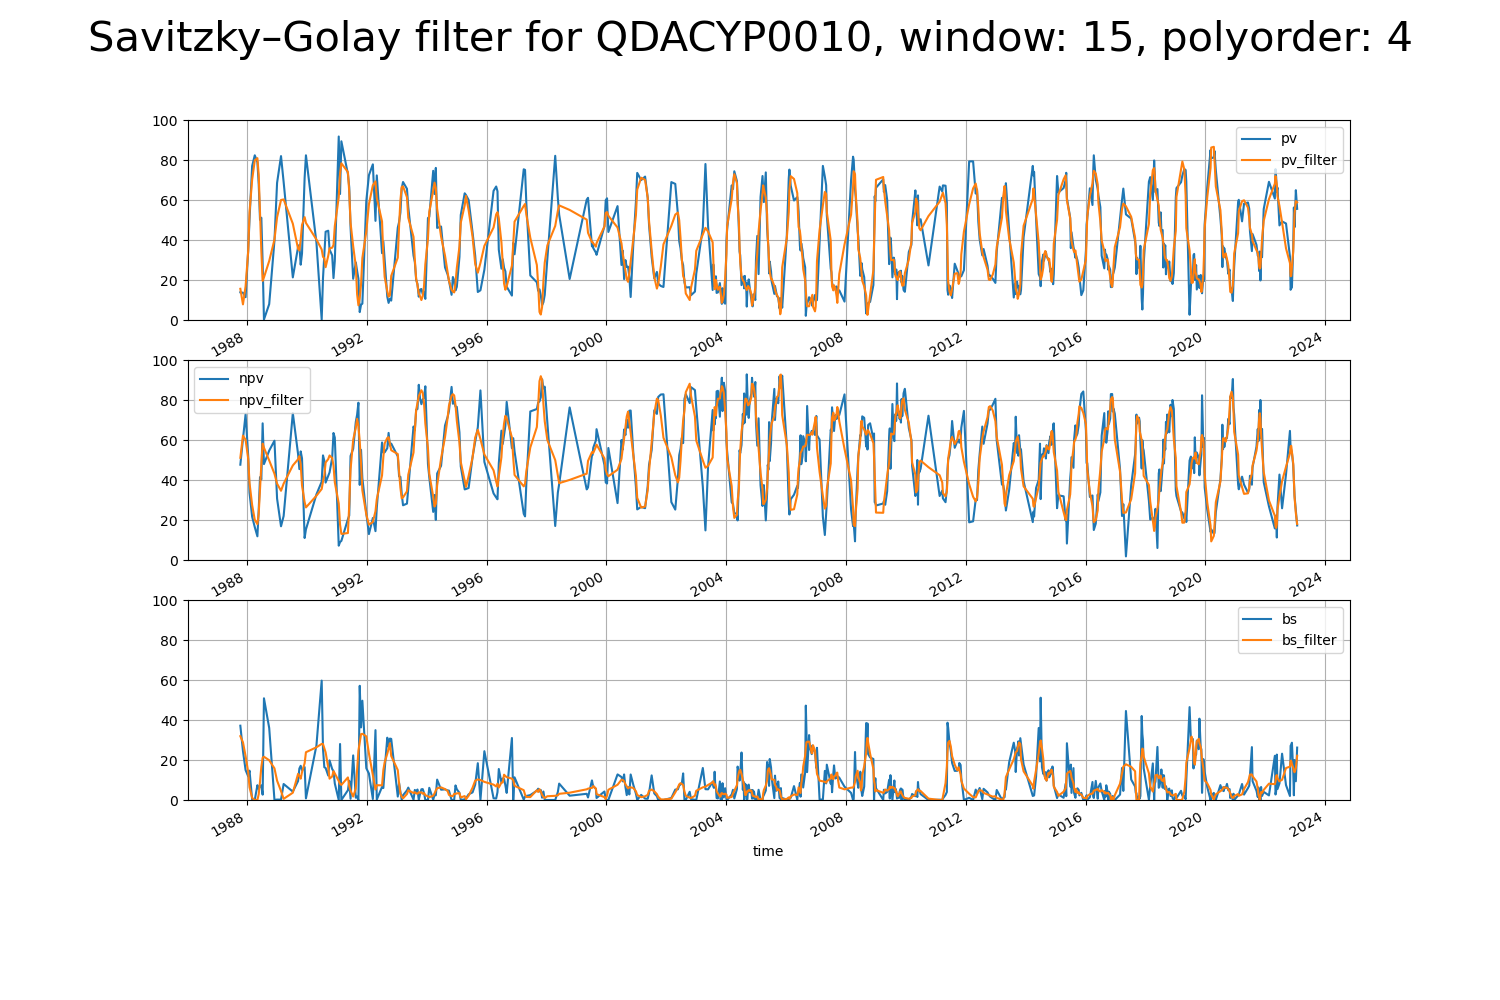 Savitzky–Golay filter for QDACYP0010, window: 15, polyorder: 4
100
80
60
40
20
0
pv
pv_filter
1988 1992 1996 2000 2004 2008 2012 2016 2020 2024
100
80
60
40
20
0
npv
npv_filter
1988 1992 1996 2000 2004 2008 2012 2016 2020 2024
100
80
60
40
20
0
bs
bs_filter
1988 1992 1996 2000 2004 2008 2012 2016 2020 2024
time